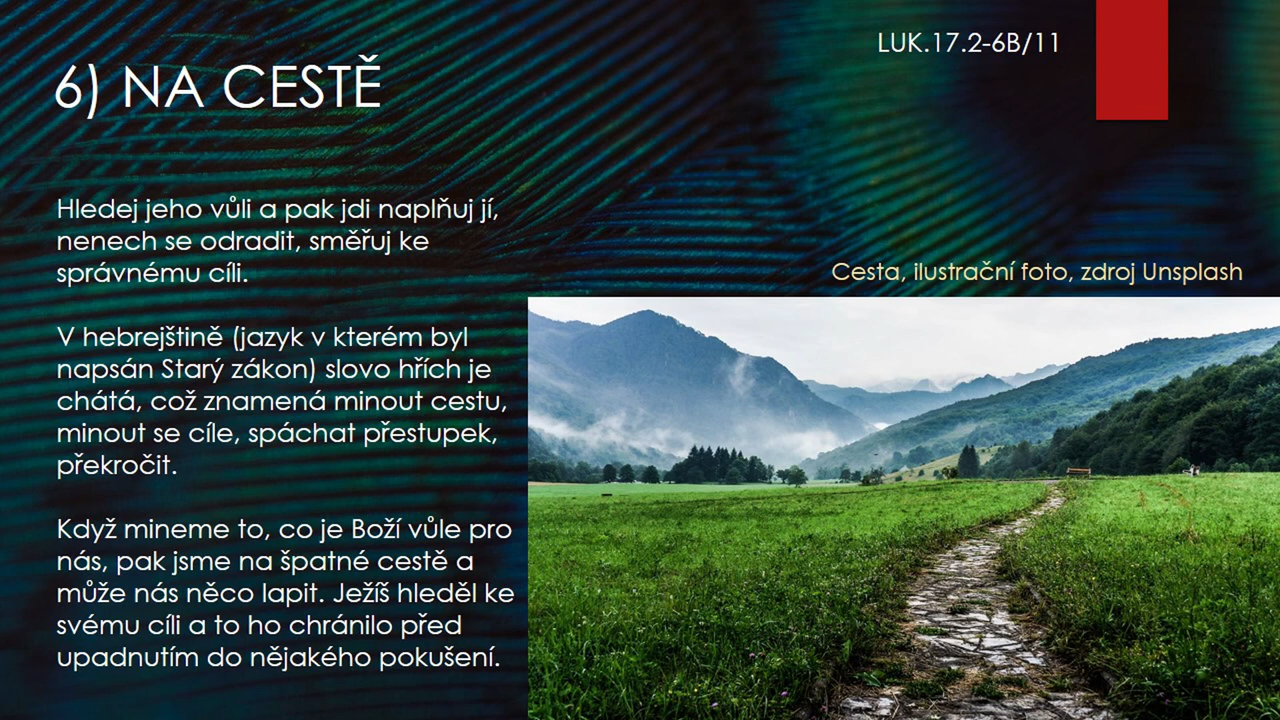 LUK.17.2-6B/11
6) NA CESTĚ
Hledej jeho vůli a pak jdi naplňuj jí,
nenech se odradit, směřuj ke
správnému cíli.
V hebrejštině (jazyk v kterém byl
napsán Starý zákon) slovo hřích je
chátá, což znamená minout cestu,
minout se cíle, spáchat přestupek,
překročit.
Když mineme to, co je Boží vůle pro
nás, pak jsme na špatné cestě a
může nás něco lapit. Ježíš hleděl ke
svému cíli a to ho chránilo před
upadnutím do nějakého pokušení.
Cesta, ilustrační foto, zdroj Unsplash